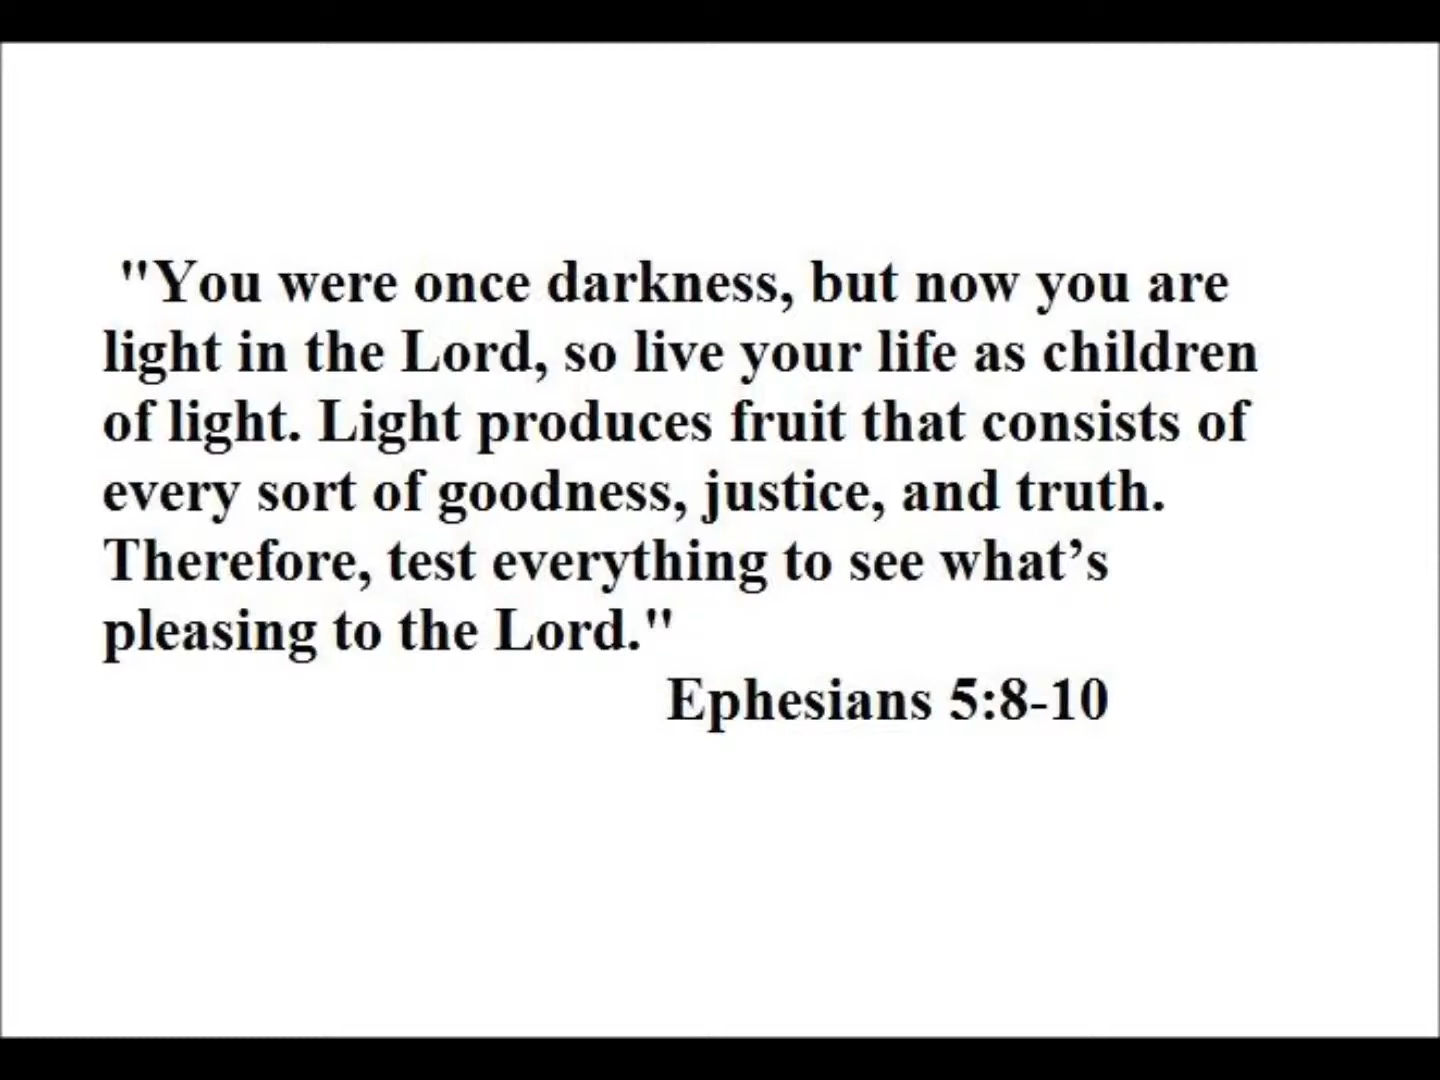 "You were once darkness, but now you are
light in the Lord, so live your life as children
of light. Light produces fruit that consists of
every sort of goodness, justice, and truth.
Therefore, test everything to see what’s
pleasing to the Lord."
Ephesians 5:8-10